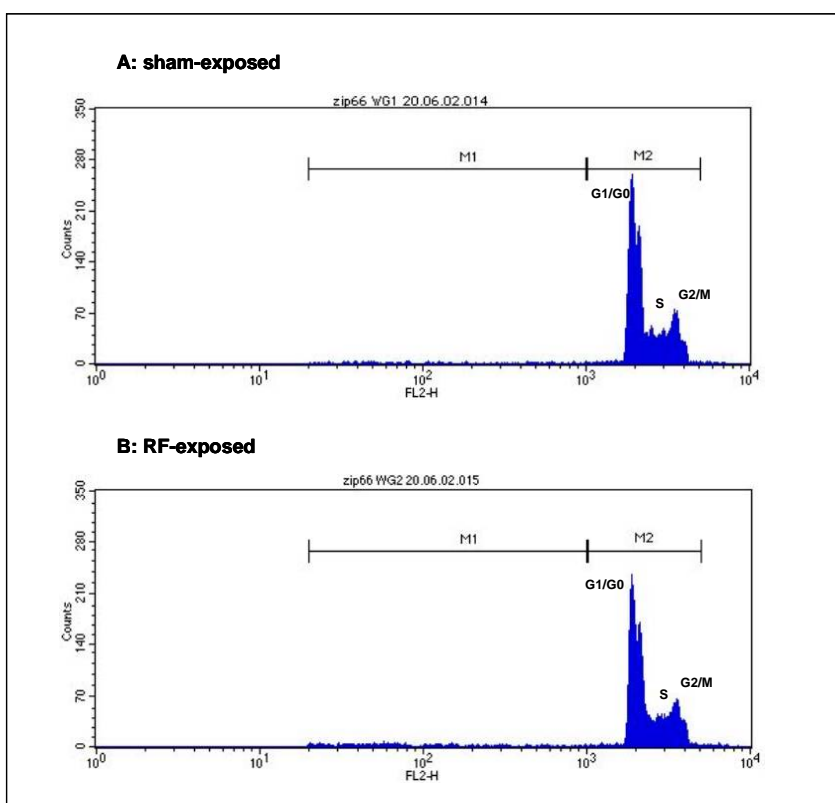 A: sham-exposed
zip66 WG1 20.06.02.014
350
280
210
140
70
0
Counts
M1
M2
G1/G0
S
G2/M
10^0
10^1
10^2
10^3
10^4
FL2-H
B: RF-exposed
zip66 WG2 20.06.02.015
350
280
210
140
70
0
Counts
M1
M2
G1/G0
S
G2/M
10^0
10^1
10^2
10^3
10^4
FL2-H